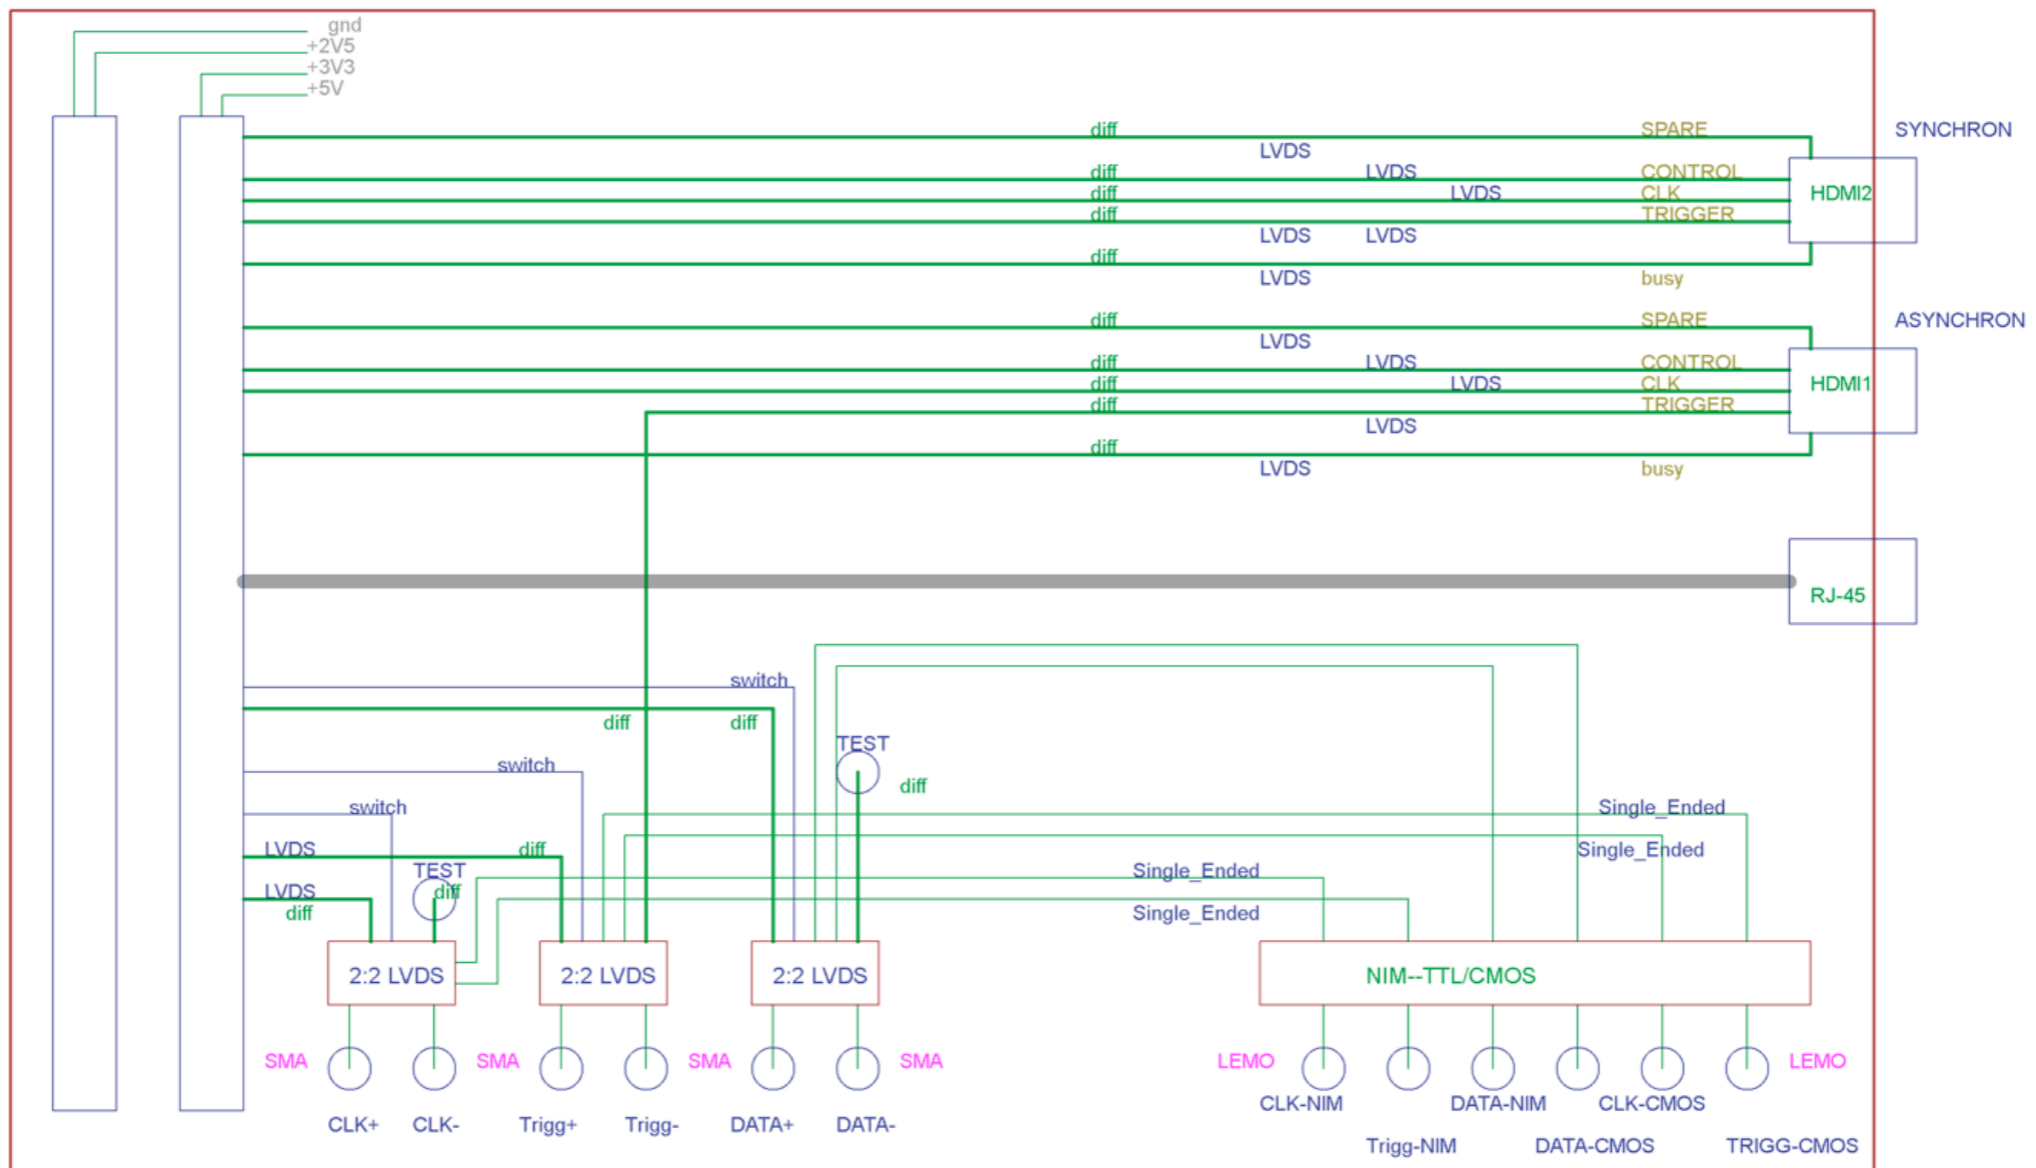 gnd
+2V5
+3V3
+5V
diff SPARE SYNCHRON
LVDS
diff LVDS CONTROL
diff LVDS CLK HDMI2
diff TRIGGER
LVDS LVDS
diff
LVDS busy
diff SPARE ASYNCHRON
LVDS
diff LVDS CONTROL
diff LVDS CLK HDMI1
diff TRIGGER
LVDS
diff
LVDS busy
RJ-45
switch
diff diff
TEST
switch
diff
switch Single_Ended
LVDS diff Single_Ended
TEST Single_Ended
LVDS diff
diff Single_Ended
2:2 LVDS 2:2 LVDS 2:2 LVDS NIM--TTL/CMOS
SMA SMA SMA SMA LEMO LEMO
CLK-NIM DATA-NIM CLK-CMOS
CLK+ CLK- Trigg+ Trigg- DATA+ DATA-
Trigg-NIM DATA-CMOS TRIGG-CMOS